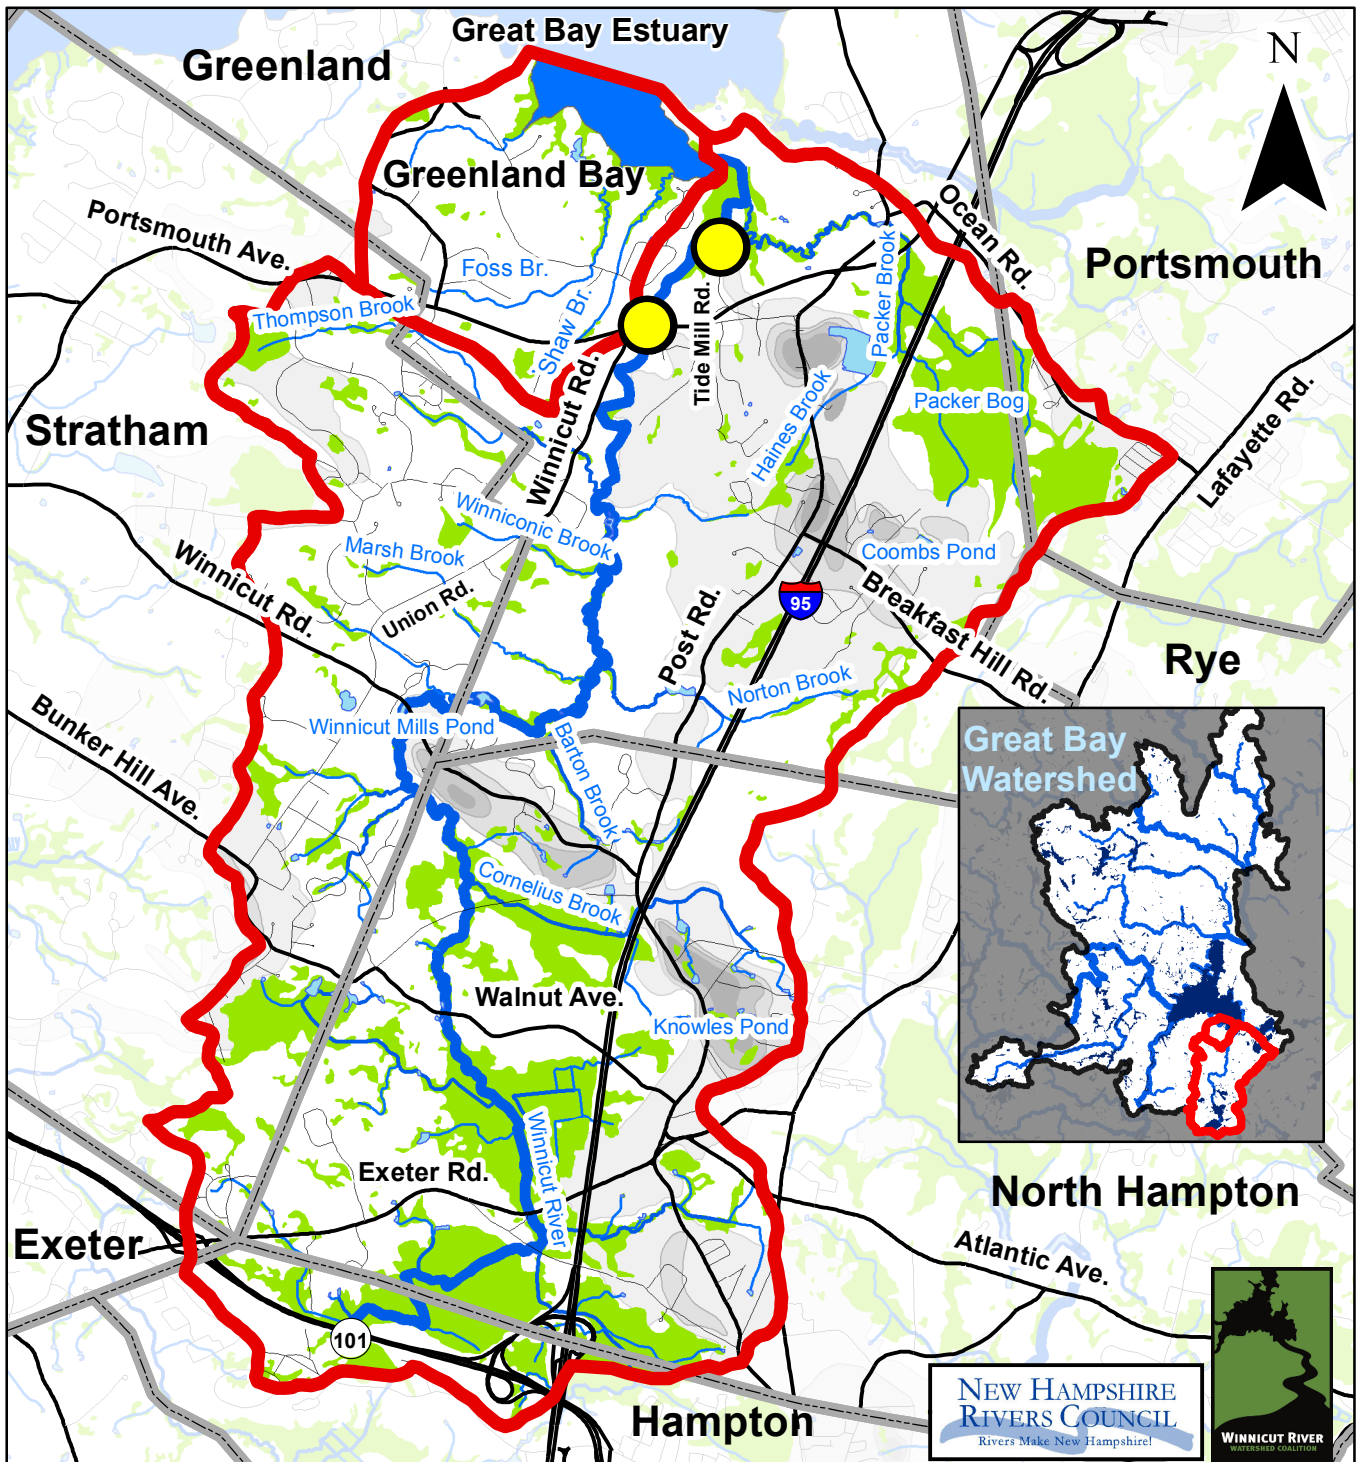 Great Bay Estuary
Greenland
N
Greenland Bay
Portsmouth Ave.
Ocean Rd.
Foss Br.
Packer Brook
Portsmouth
Thompson Brook
Shaw Br.
Tide Mill Rd.
Winnicut Rd.
Haines Brook
Packer Bog
Stratham
Lafayette Rd.
Winniconic Brook
Marsh Brook
Coombs Pond
Winnicut Rd.
Union Rd.
95
Breakfast Hill Rd.
Post Rd.
Rye
Norton Brook
Bunker Hill Ave.
Winnicut Mills Pond
Barton Brook
Great Bay
Watershed
Cornelius Brook
Walnut Ave.
Knowles Pond
Winnicut River
Exeter Rd.
North Hampton
Exeter
Atlantic Ave.
101
Hampton
NEW HAMPSHIRE
RIVERS COUNCIL
Rivers Make New Hampshire!
WINNICUT RIVER
WATERSHED COALITION